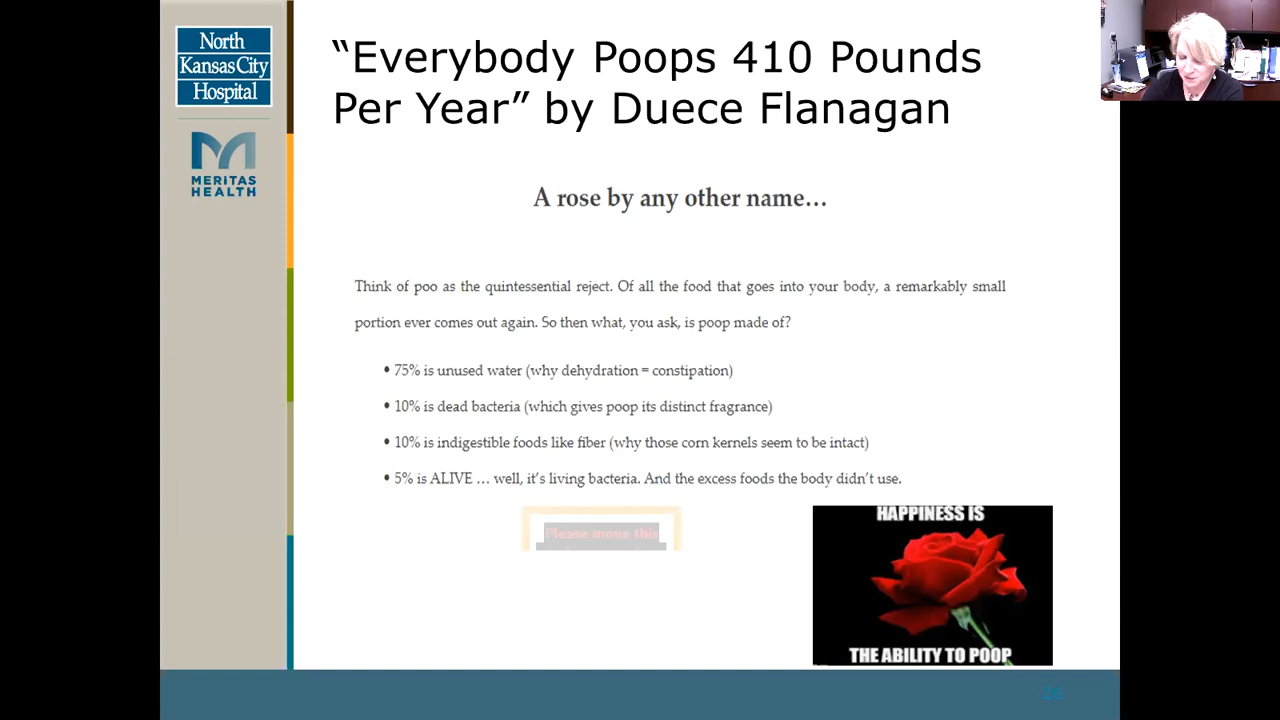 North
Kansas City
Hospital
MERITAS
HEALTH
“Everybody Poops 410 Pounds
Per Year” by Duece Flanagan
A rose by any other name…
Think of poo as the quintessential reject. Of all the food that goes into your body, a remarkably small
portion ever comes out again. So then what, you ask, is poop made of?
• 75% is unused water (why dehydration = constipation)
• 10% is dead bacteria (which gives poop its distinct fragrance)
• 10% is indigestible foods like fiber (why those corn kernels seem to be intact)
• 5% is ALIVE … well, it’s living bacteria. And the excess foods the body didn’t use.
Please move this
HAPPINESS IS
THE ABILITY TO POOP